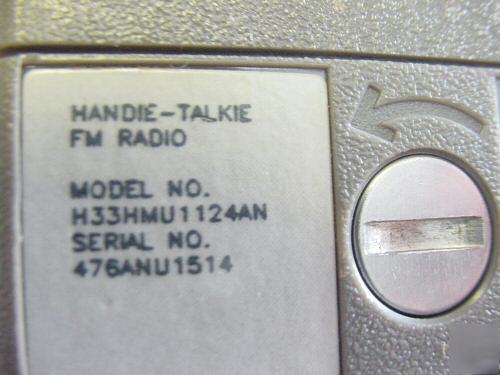 HANDIE-TALKIE
FM RADIO
MODEL NO.
H33HMU1124AN
SERIAL NO.
476ANU1514